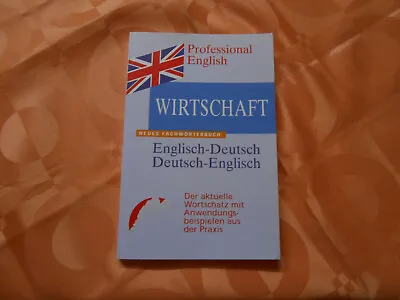 Professional
English
WIRTSCHAFT
NEUES FACHWÖRTERBUCH
Englisch-Deutsch
Deutsch-Englisch
Der aktuelle
Wortschatz mit
Anwendungs-
beispielen aus
der Praxis